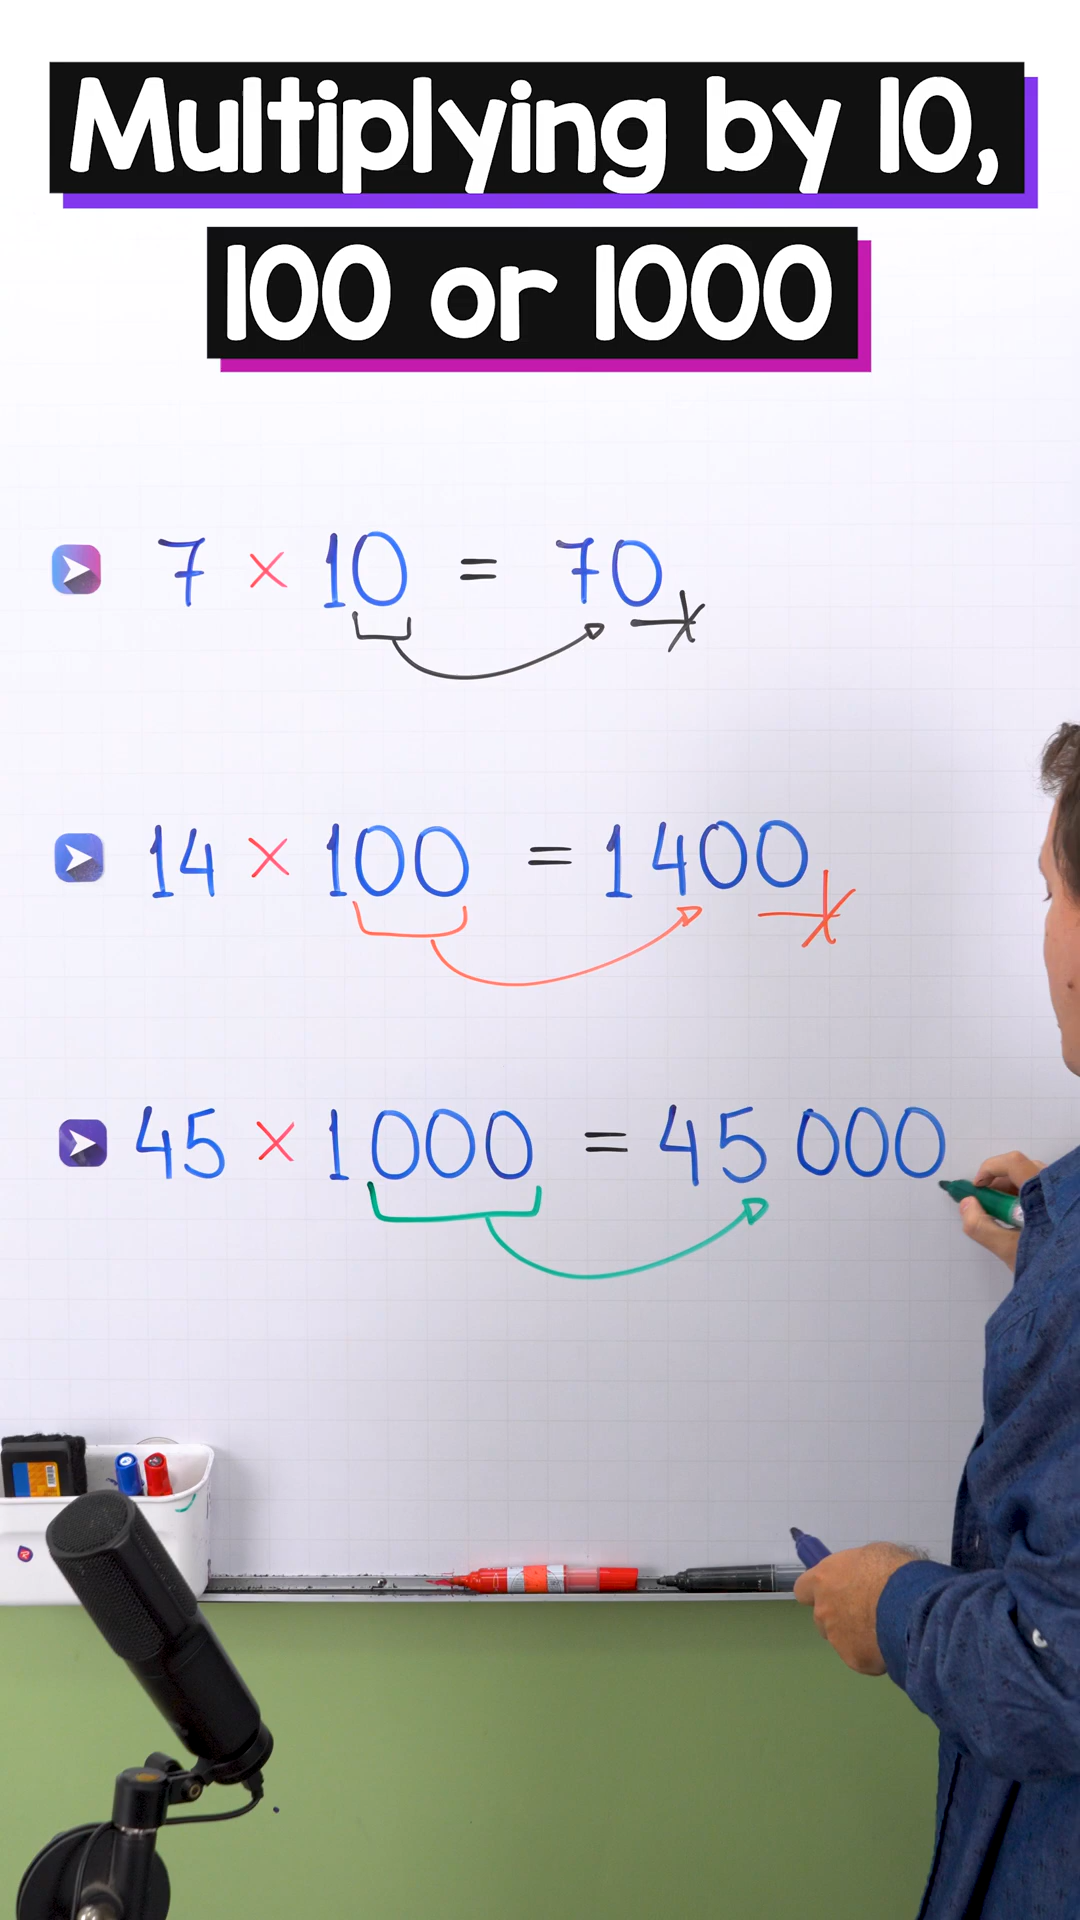 Multiplying by 10,
100 or 1000
7 × 10 = 70
14 × 100 = 1400
45 × 1000 = 45 000